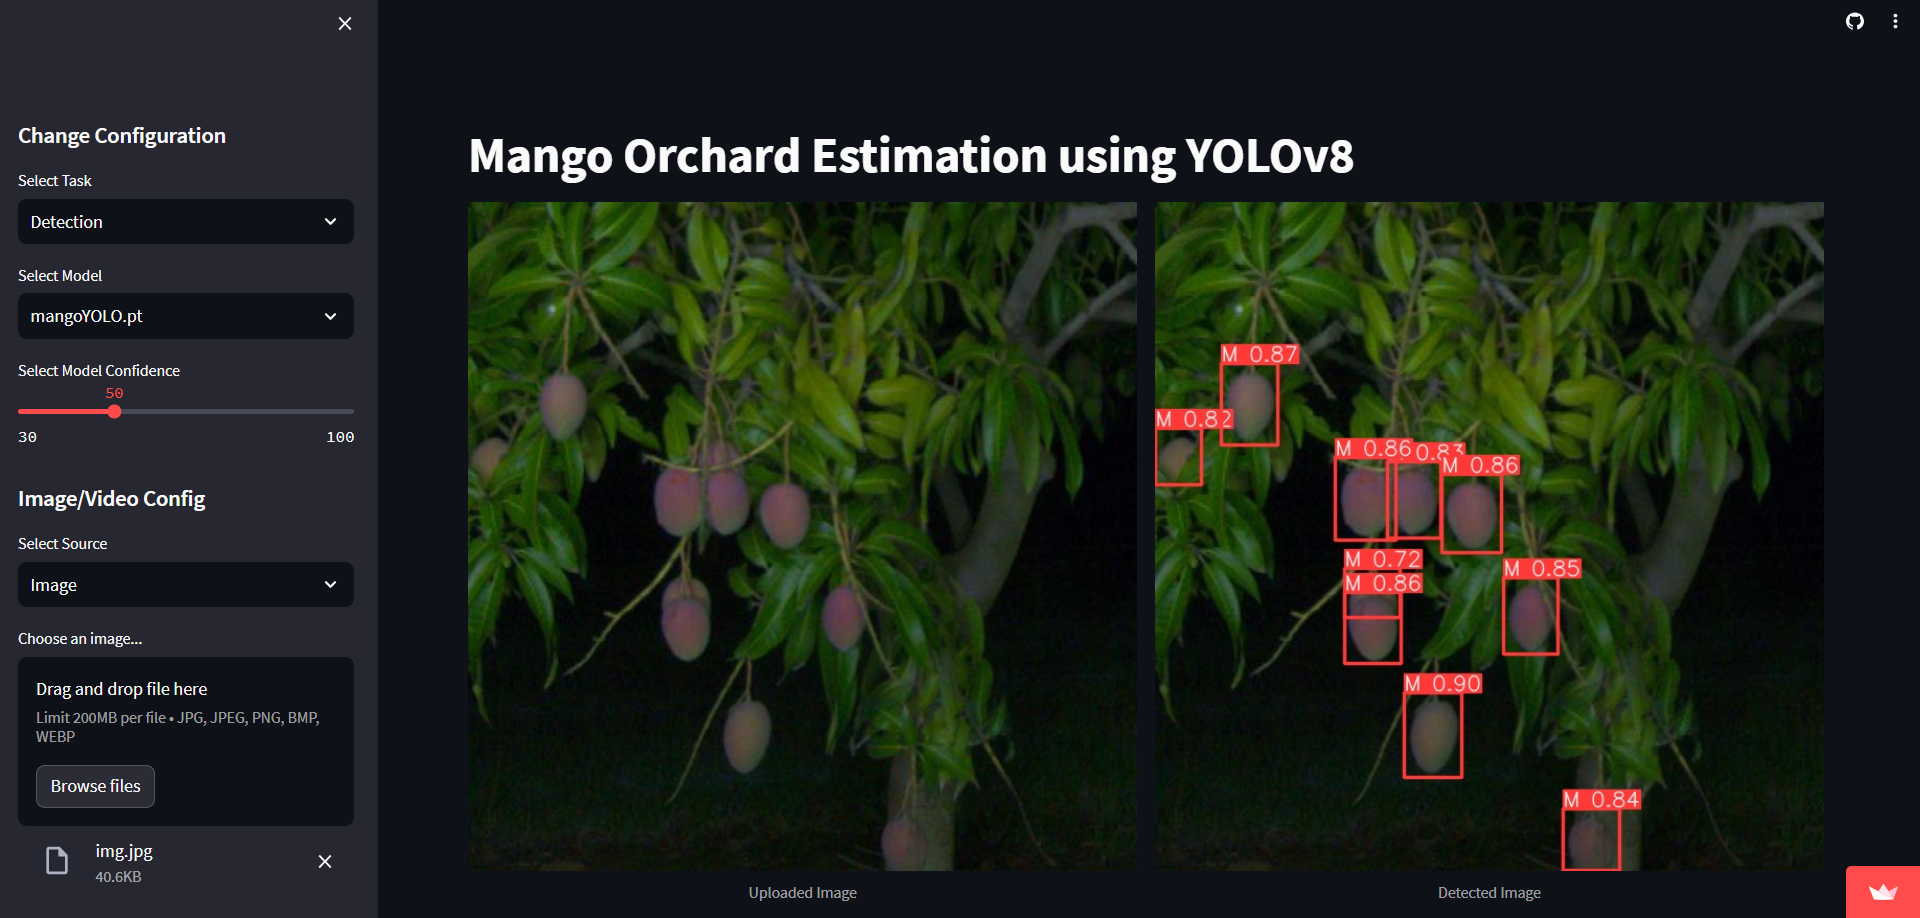 Change Configuration
Select Task
Detection
Select Model
mangoYOLO.pt
Select Model Confidence
50
30
100
Image/Video Config
Select Source
Image
Choose an image...
Drag and drop file here
Limit 200MB per file • JPG, JPEG, PNG, BMP,
WEBP
Browse files
img.jpg
40.6KB
Mango Orchard Estimation using YOLOv8
M 0.87
M 0.82
M 0.86
0.83
M 0.86
M 0.72
M 0.86
M 0.85
M 0.90
M 0.84
Uploaded Image
Detected Image